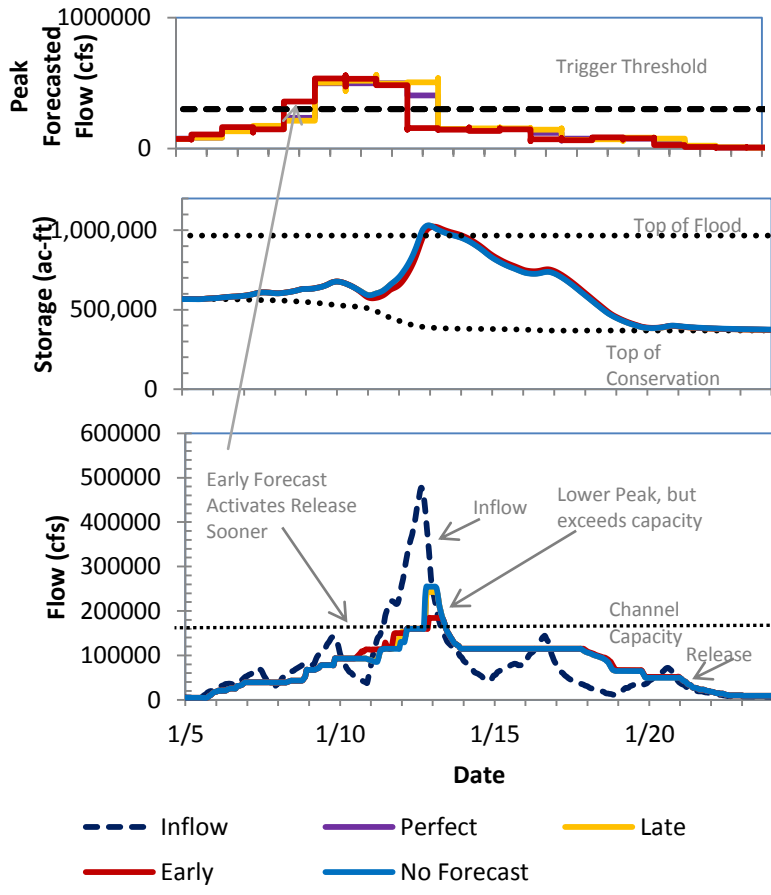 1000000
Peak
Forecasted
Flow (cfs)
Trigger Threshold
0
Storage (ac-ft)
1,000,000
Top of Flood
500,000
Top of
Conservation
0
600000
500000
400000
300000
200000
100000
0
Flow (cfs)
Early Forecast
Activates Release
Sooner
Inflow
Lower Peak, but
exceeds capacity
Channel
Capacity
Release
1/5
1/10
1/15
1/20
Date
Inflow
Perfect
Late
Early
No Forecast